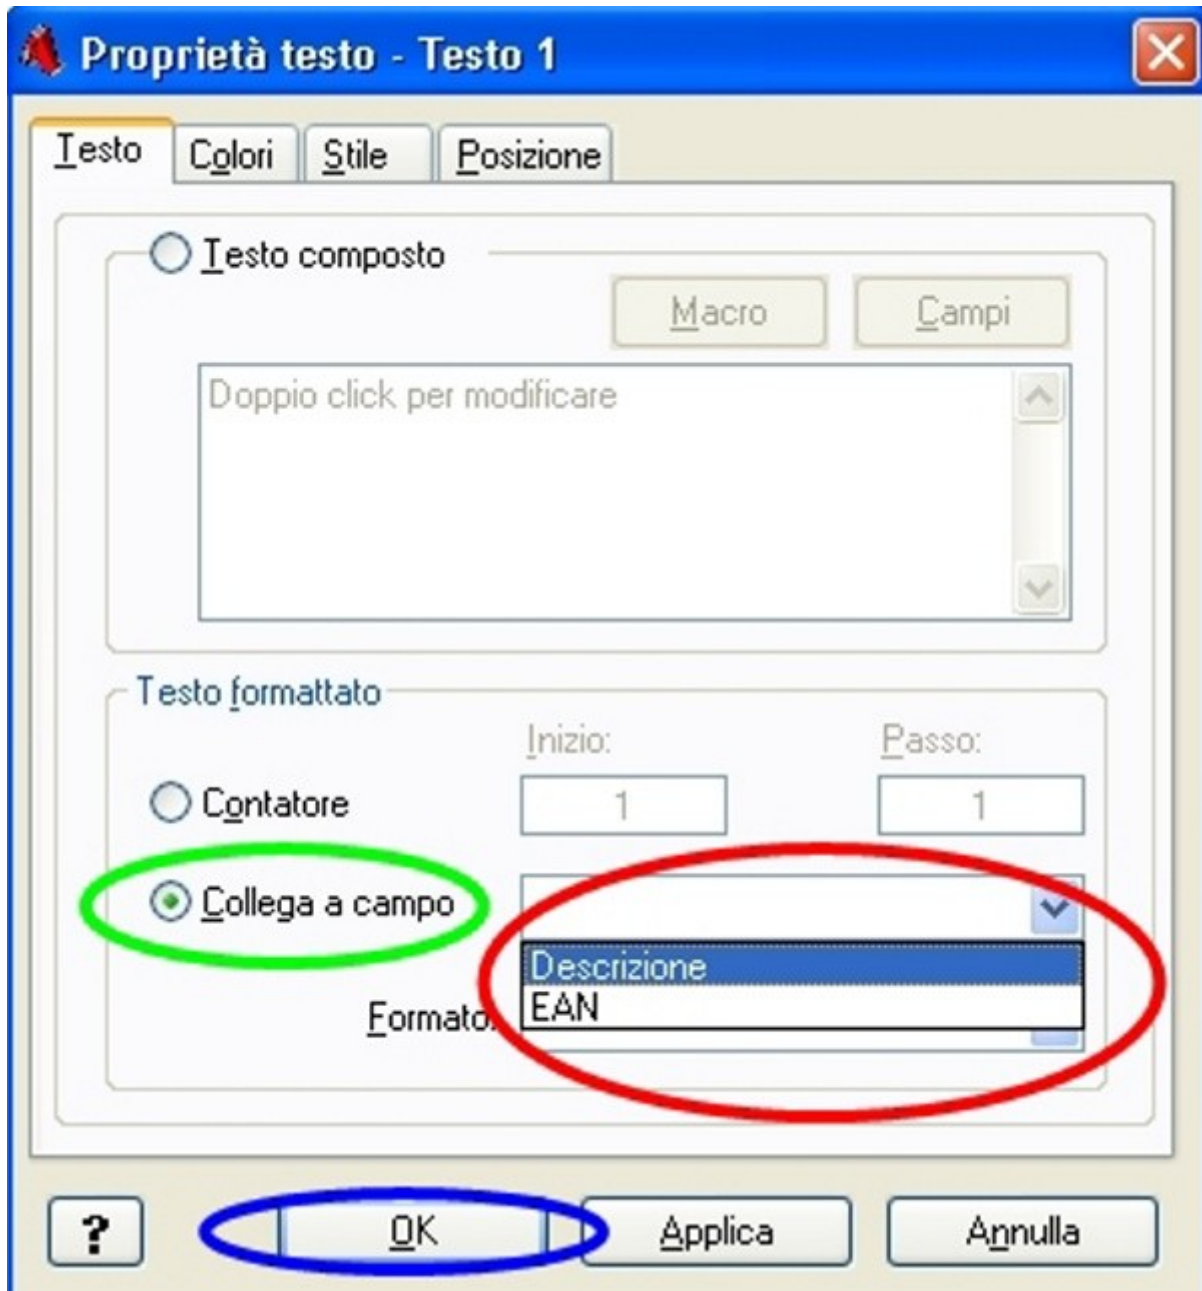 Proprietà testo - Testo 1
Testo Colori Stile Posizione
Testo composto
Macro Campi
Doppio click per modificare
Testo formattato
Inizio: Passo:
Contatore 1 1
Collega a campo
Descrizione
EAN
Formato:
? OK Applica Annulla